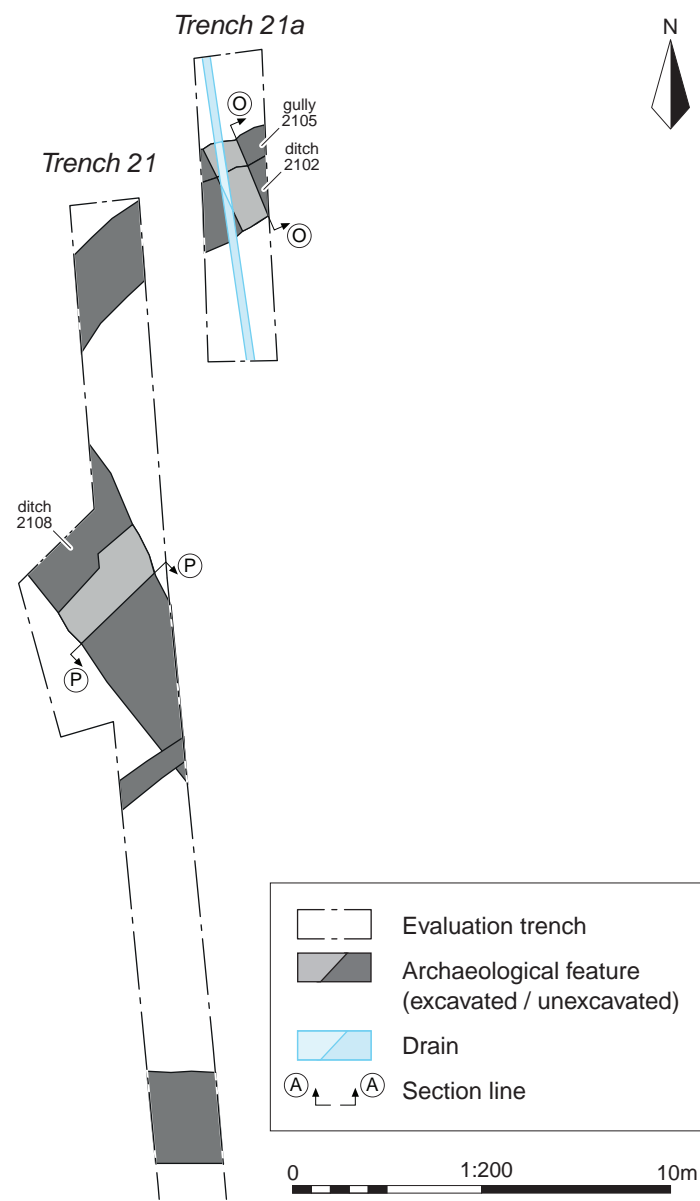 Trench 21a
N
O
gully
2105
ditch
2102
Trench 21
O
ditch
2108
P
P
Evaluation trench
Archaeological feature
(excavated / unexcavated)
Drain
A A Section line
0 1:200 10m